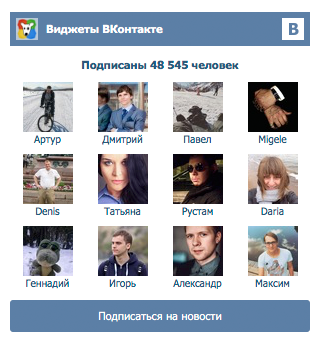 Виджеты ВКонтакте
B
Подписаны 48 545 человек
Артур Дмитрий Павел Migele
Denis Татьяна Рустам Daria
Геннадий Игорь Александр Максим
Подписаться на новости